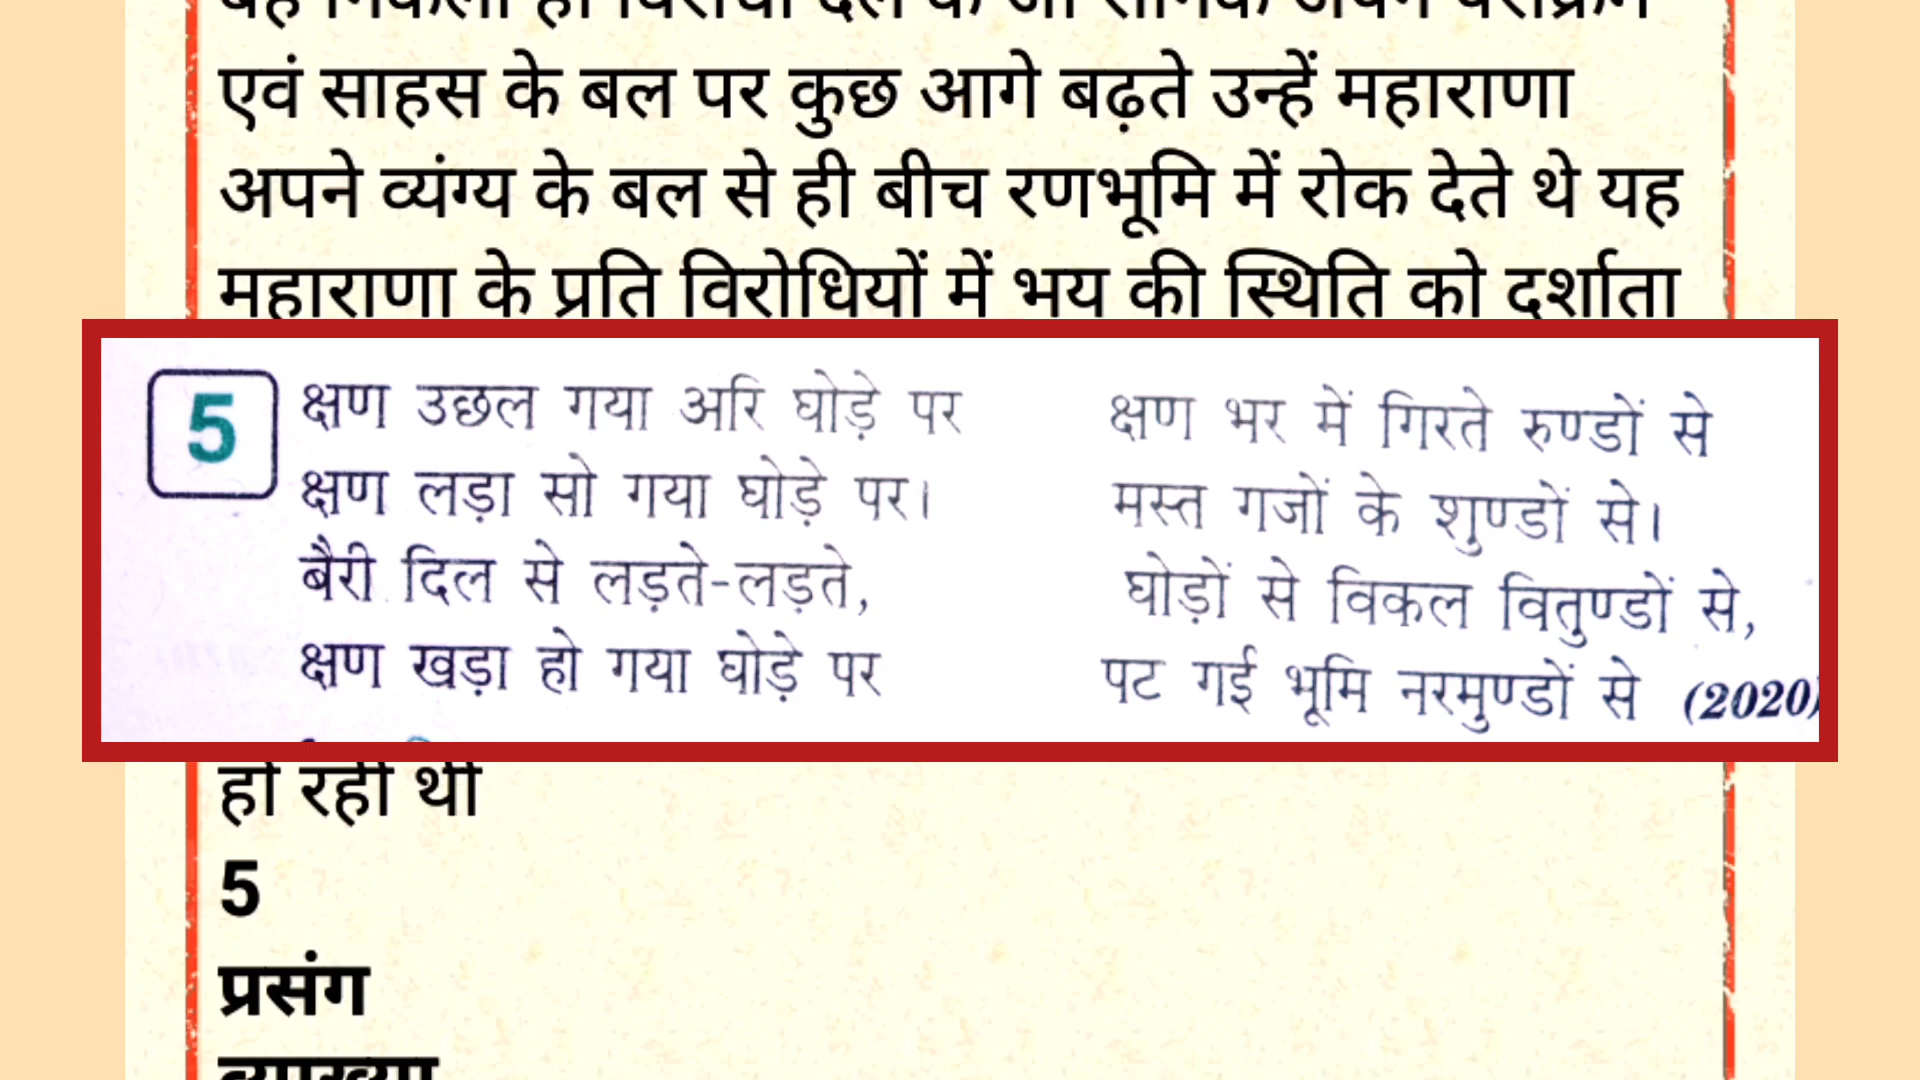 एवं साहस के बल पर कुछ आगे बढ़ते उन्हें महाराणा
अपने व्यंग्य के बल से ही बीच रणभूमि में रोक देते थे यह
महाराणा के प्रति विरोधियों में भय की स्थिति को दर्शाता
5
क्षण उछल गया अरि घोड़े पर
क्षण लड़ा सो गया घोड़े पर।
बैरी दिल से लड़ते-लड़ते,
क्षण खड़ा हो गया घोड़े पर
क्षण भर में गिरते रुण्डों से
मस्त गजों के शुण्डों से।
घोड़ों से विकल वितुण्डों से,
पट गई भूमि नरमुण्डों से (2020)
हो रही थी
5
प्रसंग
व्याख्या